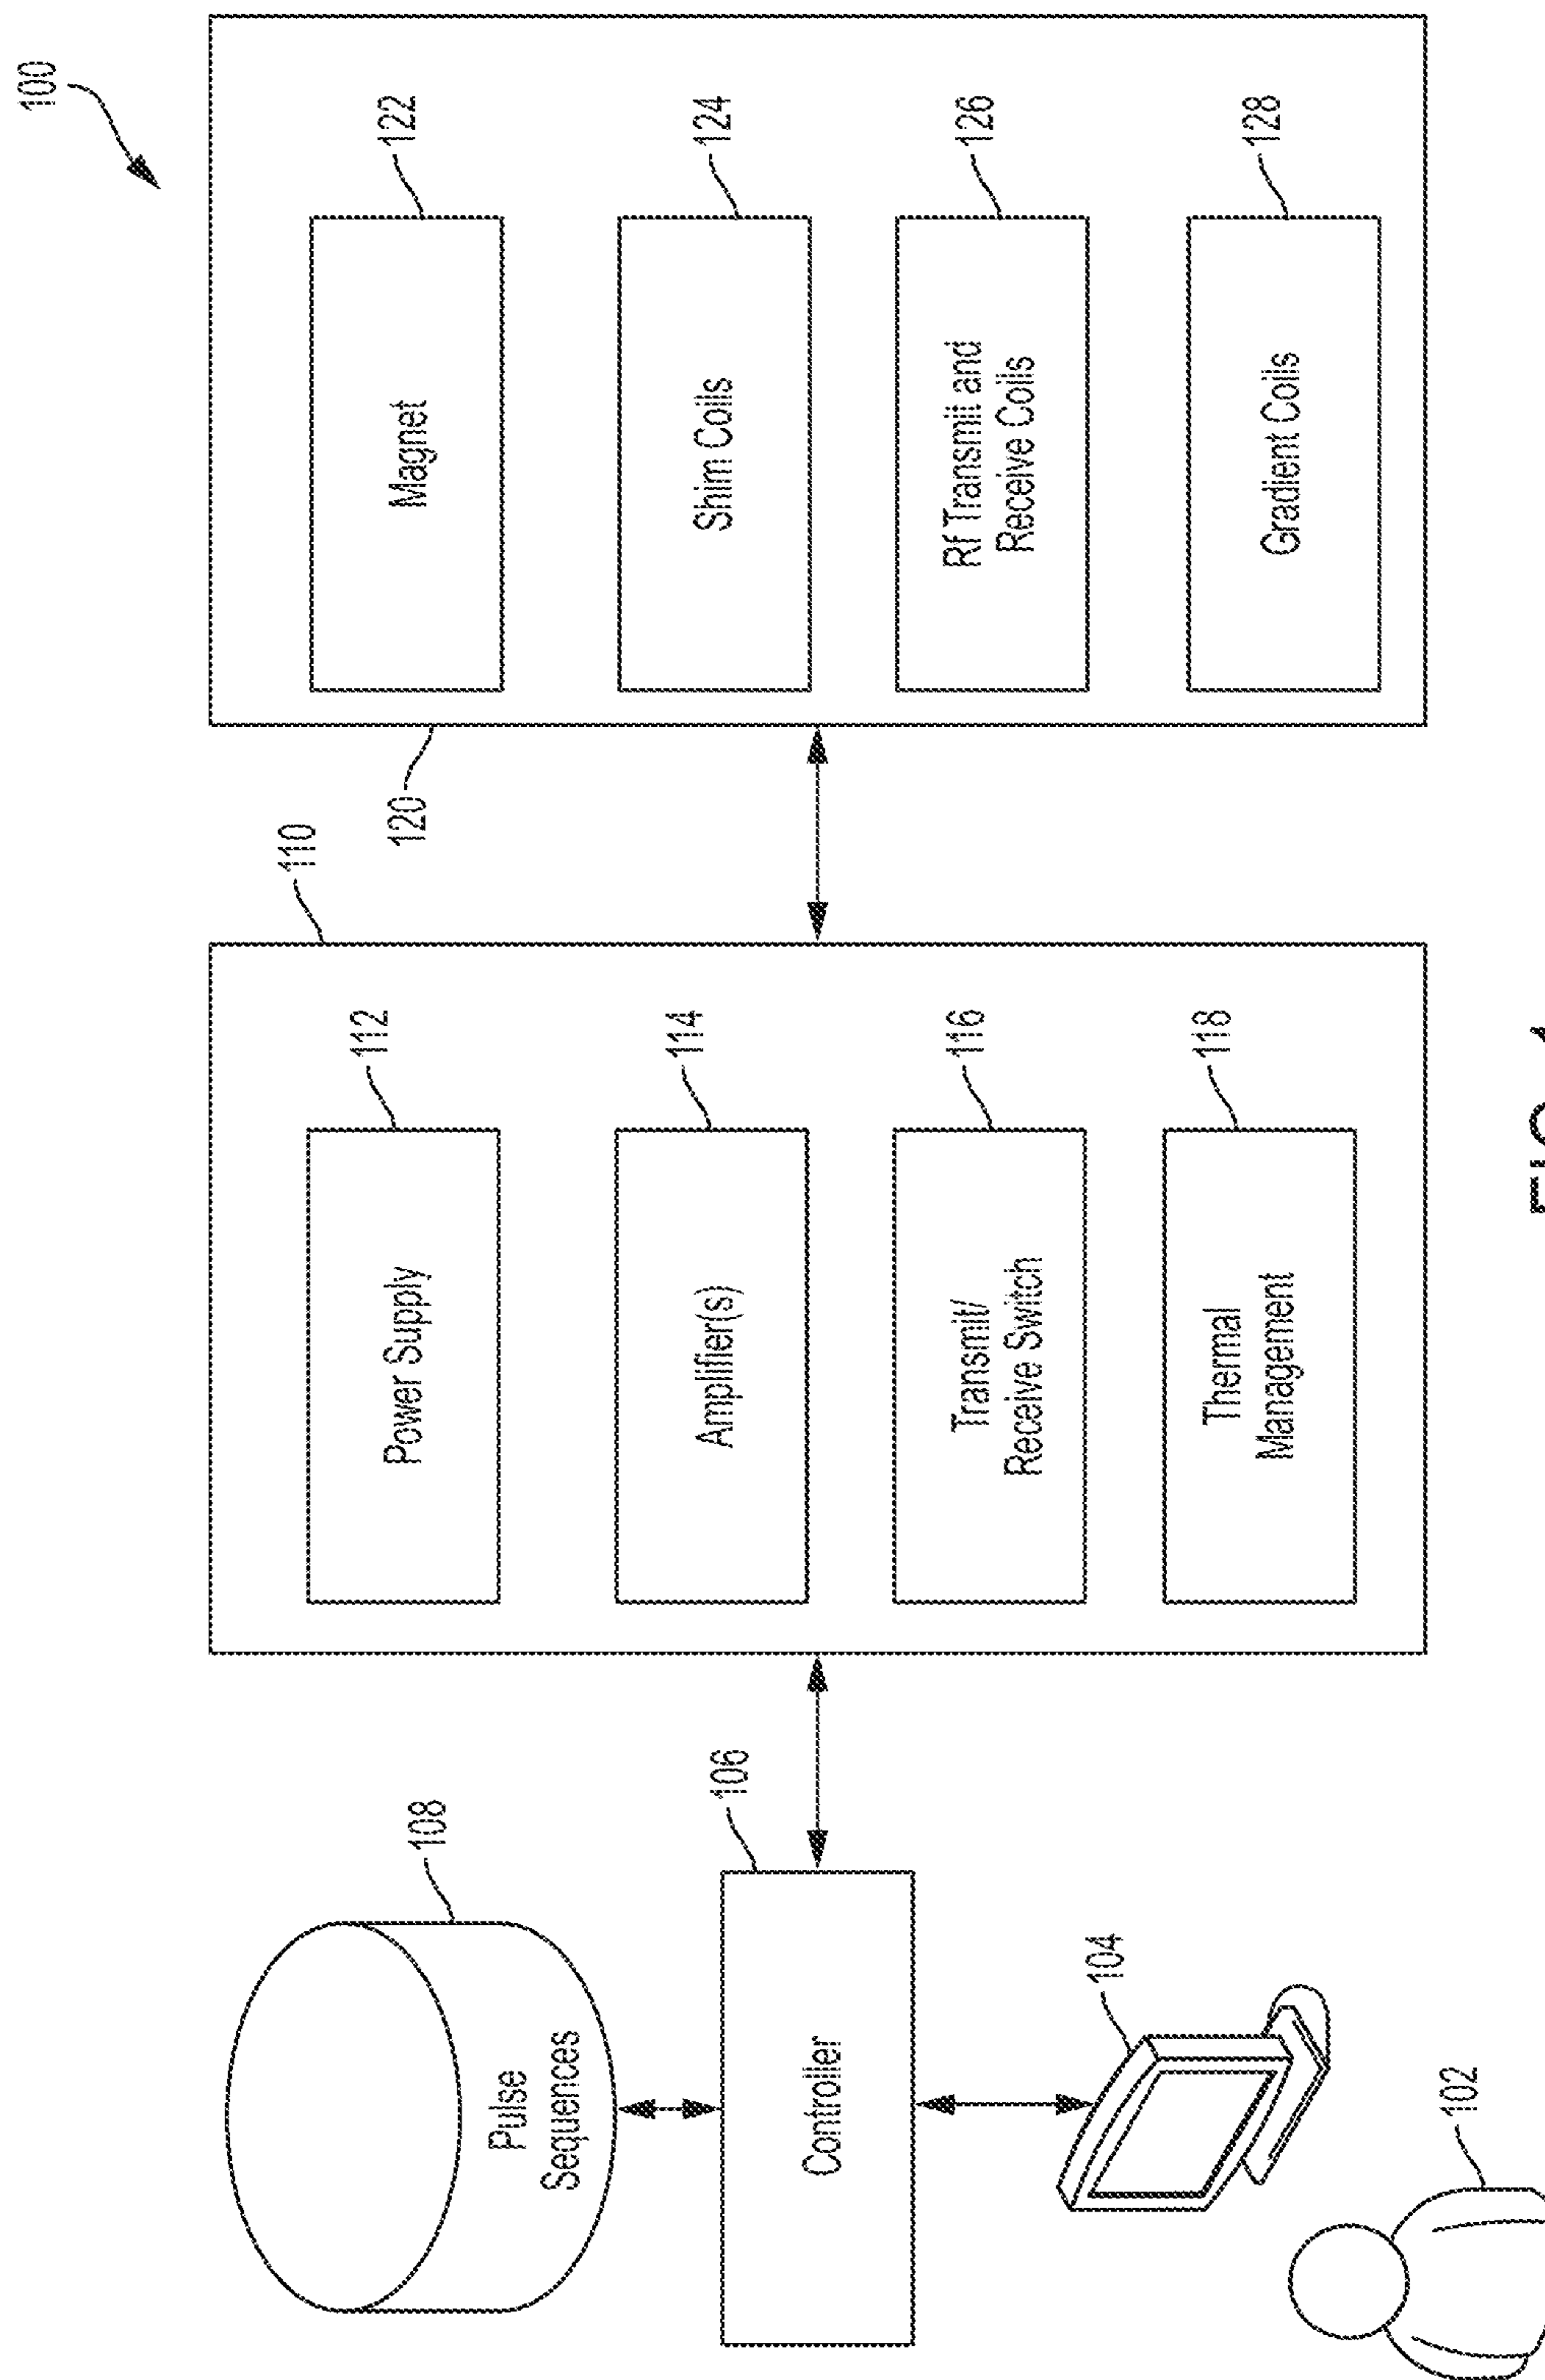 100
108
Pulse
Sequences
106
Controller
104
102
110
112
Power Supply
114
Amplifier(s)
116
Transmit/
Receive Switch
118
Thermal
Management
120
122
Magnet
124
Shim Coils
126
Rf Transmit and
Receive Coils
128
Gradient Coils